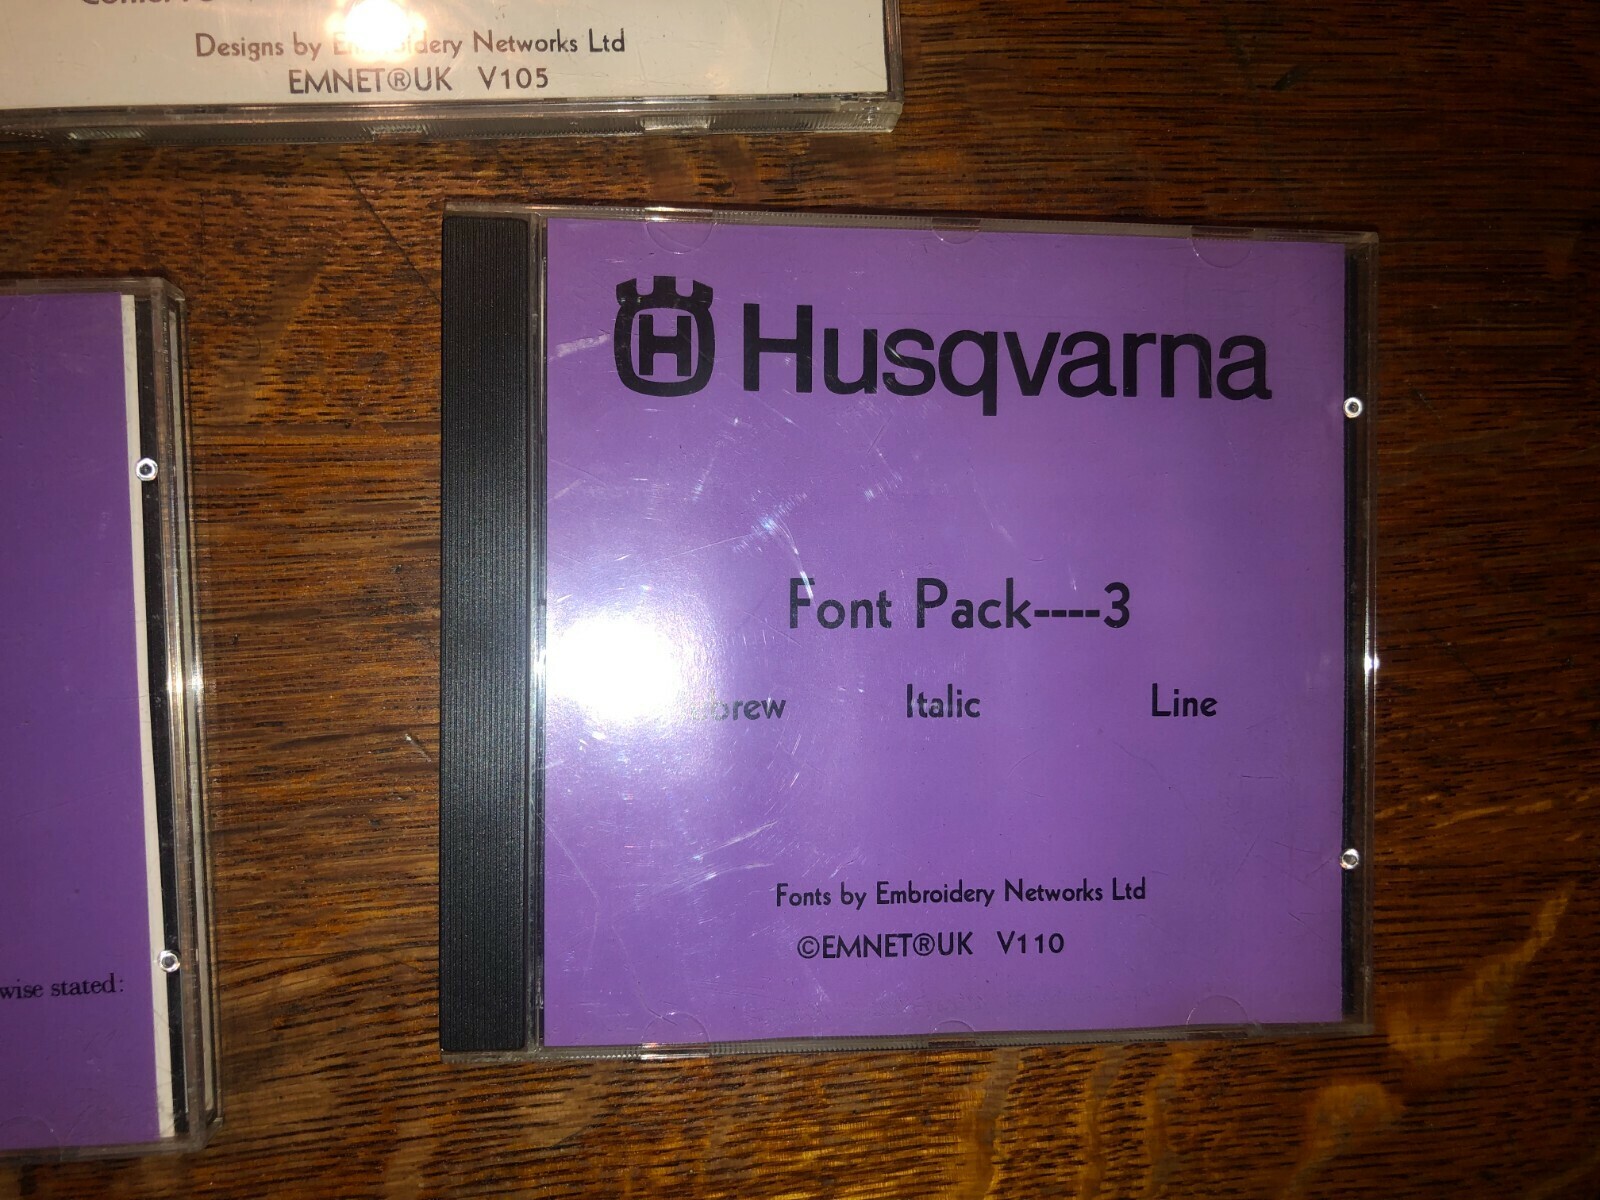 Designs by Embroidery Networks Ltd
EMNET®UK V105
H Husqvarna
Font Pack----3
Hebrew Italic Line
Fonts by Embroidery Networks Ltd
©EMNET®UK V110
wise stated: